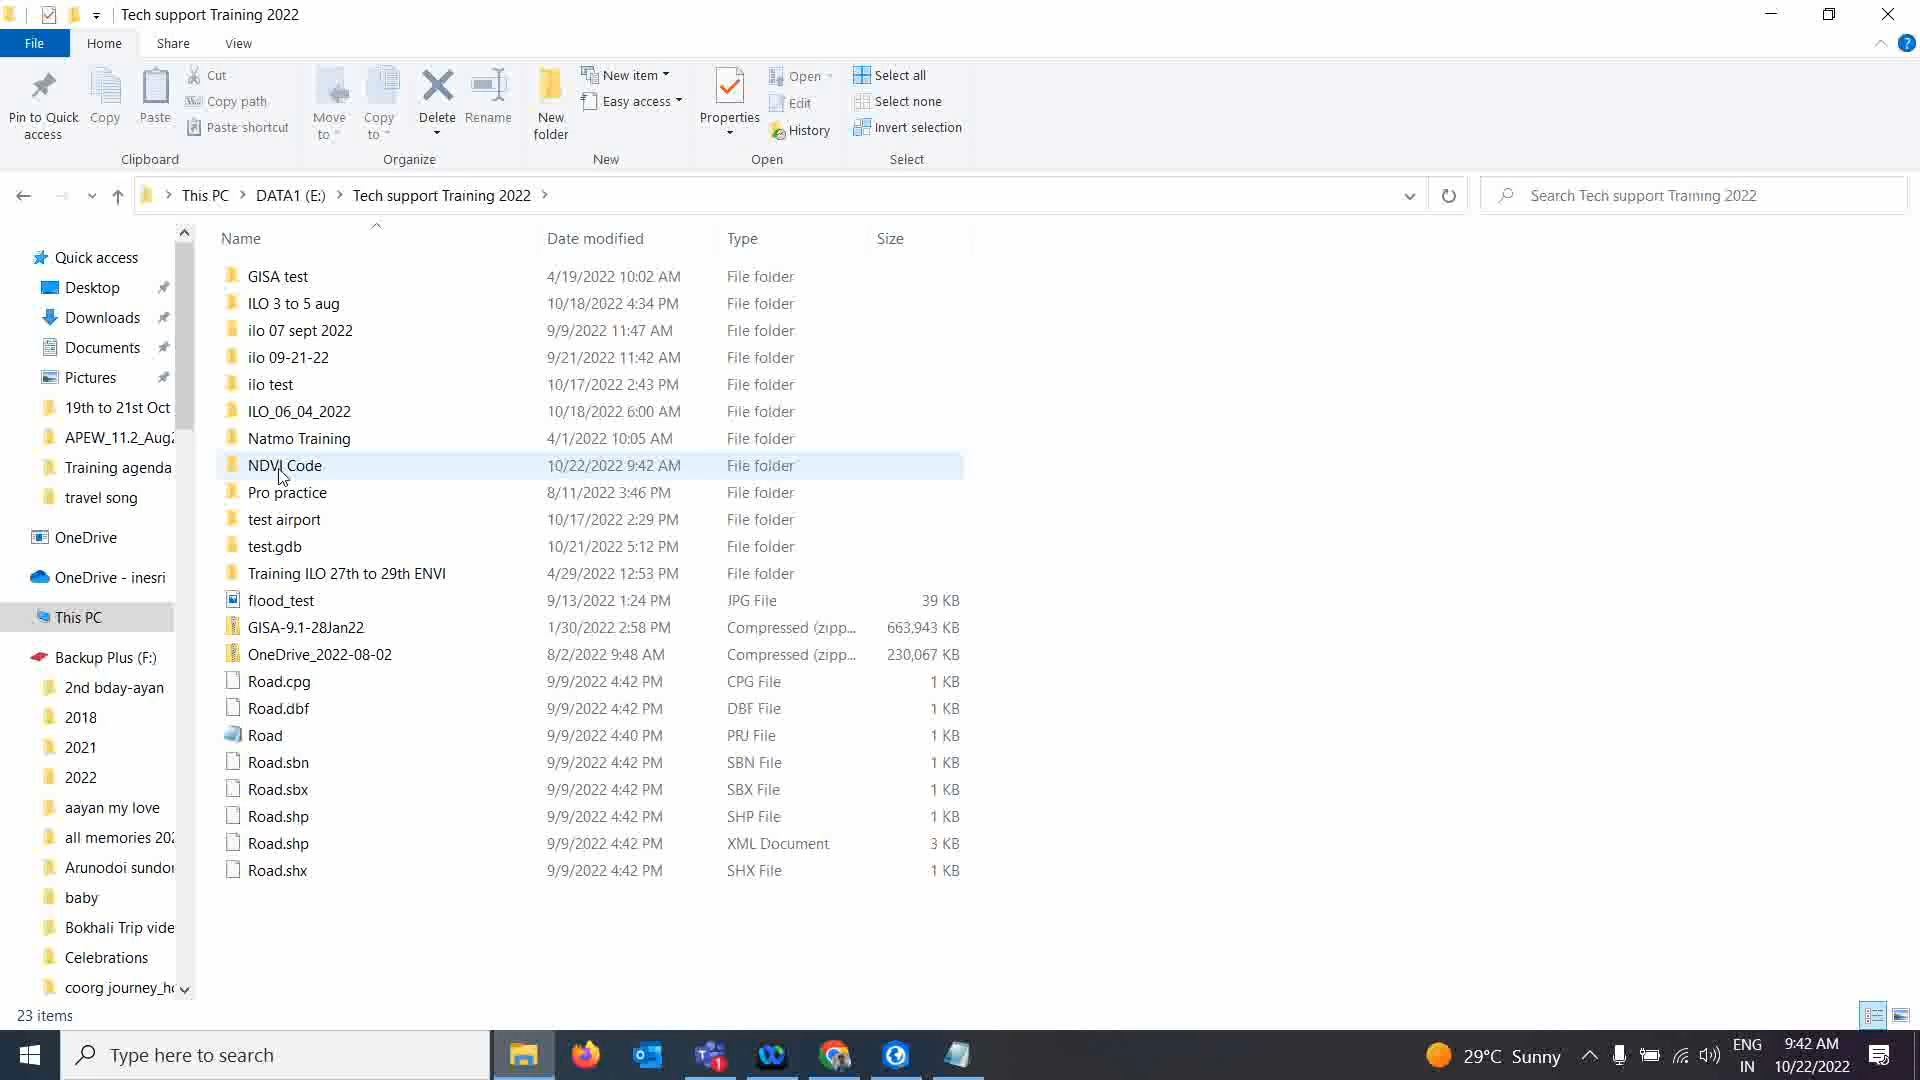 Tech support Training 2022
File Home Share View
Pin to Quick access
Copy
Paste
Cut
Copy path
Paste shortcut
Move to
Copy to
Delete
Rename
New folder
New item
Easy access
Properties
Open
Edit
History
Select all
Select none
Invert selection
Clipboard Organize New Open Select
This PC DATA1 (E:) Tech support Training 2022
Search Tech support Training 2022
Quick access
Desktop
Downloads
Documents
Pictures
19th to 21st Oct
APEW_11.2_Aug2
Training agenda
travel song
OneDrive
OneDrive - inesri
This PC
Backup Plus (F:)
2nd bday-ayan
2018
2021
2022
aayan my love
all memories 202
Arunodoi sundor
baby
Bokhali Trip vide
Celebrations
coorg journey_ho
Name Date modified Type Size
GISA test 4/19/2022 10:02 AM File folder
ILO 3 to 5 aug 10/18/2022 4:34 PM File folder
ilo 07 sept 2022 9/9/2022 11:47 AM File folder
ilo 09-21-22 9/21/2022 11:42 AM File folder
ilo test 10/17/2022 2:43 PM File folder
ILO_06_04_2022 10/18/2022 6:00 AM File folder
Natmo Training 4/1/2022 10:05 AM File folder
NDVI Code 10/22/2022 9:42 AM File folder
Pro practice 8/11/2022 3:46 PM File folder
test airport 10/17/2022 2:29 PM File folder
test.gdb 10/21/2022 5:12 PM File folder
Training ILO 27th to 29th ENVI 4/29/2022 12:53 PM File folder
flood_test 9/13/2022 1:24 PM JPG File 39 KB
GISA-9.1-28Jan22 1/30/2022 2:58 PM Compressed (zipp... 663,943 KB
OneDrive_2022-08-02 8/2/2022 9:48 AM Compressed (zipp... 230,067 KB
Road.cpg 9/9/2022 4:42 PM CPG File 1 KB
Road.dbf 9/9/2022 4:42 PM DBF File 1 KB
Road 9/9/2022 4:40 PM PRJ File 1 KB
Road.sbn 9/9/2022 4:42 PM SBN File 1 KB
Road.sbx 9/9/2022 4:42 PM SBX File 1 KB
Road.shp 9/9/2022 4:42 PM SHP File 1 KB
Road.shp 9/9/2022 4:42 PM XML Document 3 KB
Road.shx 9/9/2022 4:42 PM SHX File 1 KB
23 items
Type here to search
29°C Sunny
ENG
IN
9:42 AM
10/22/2022